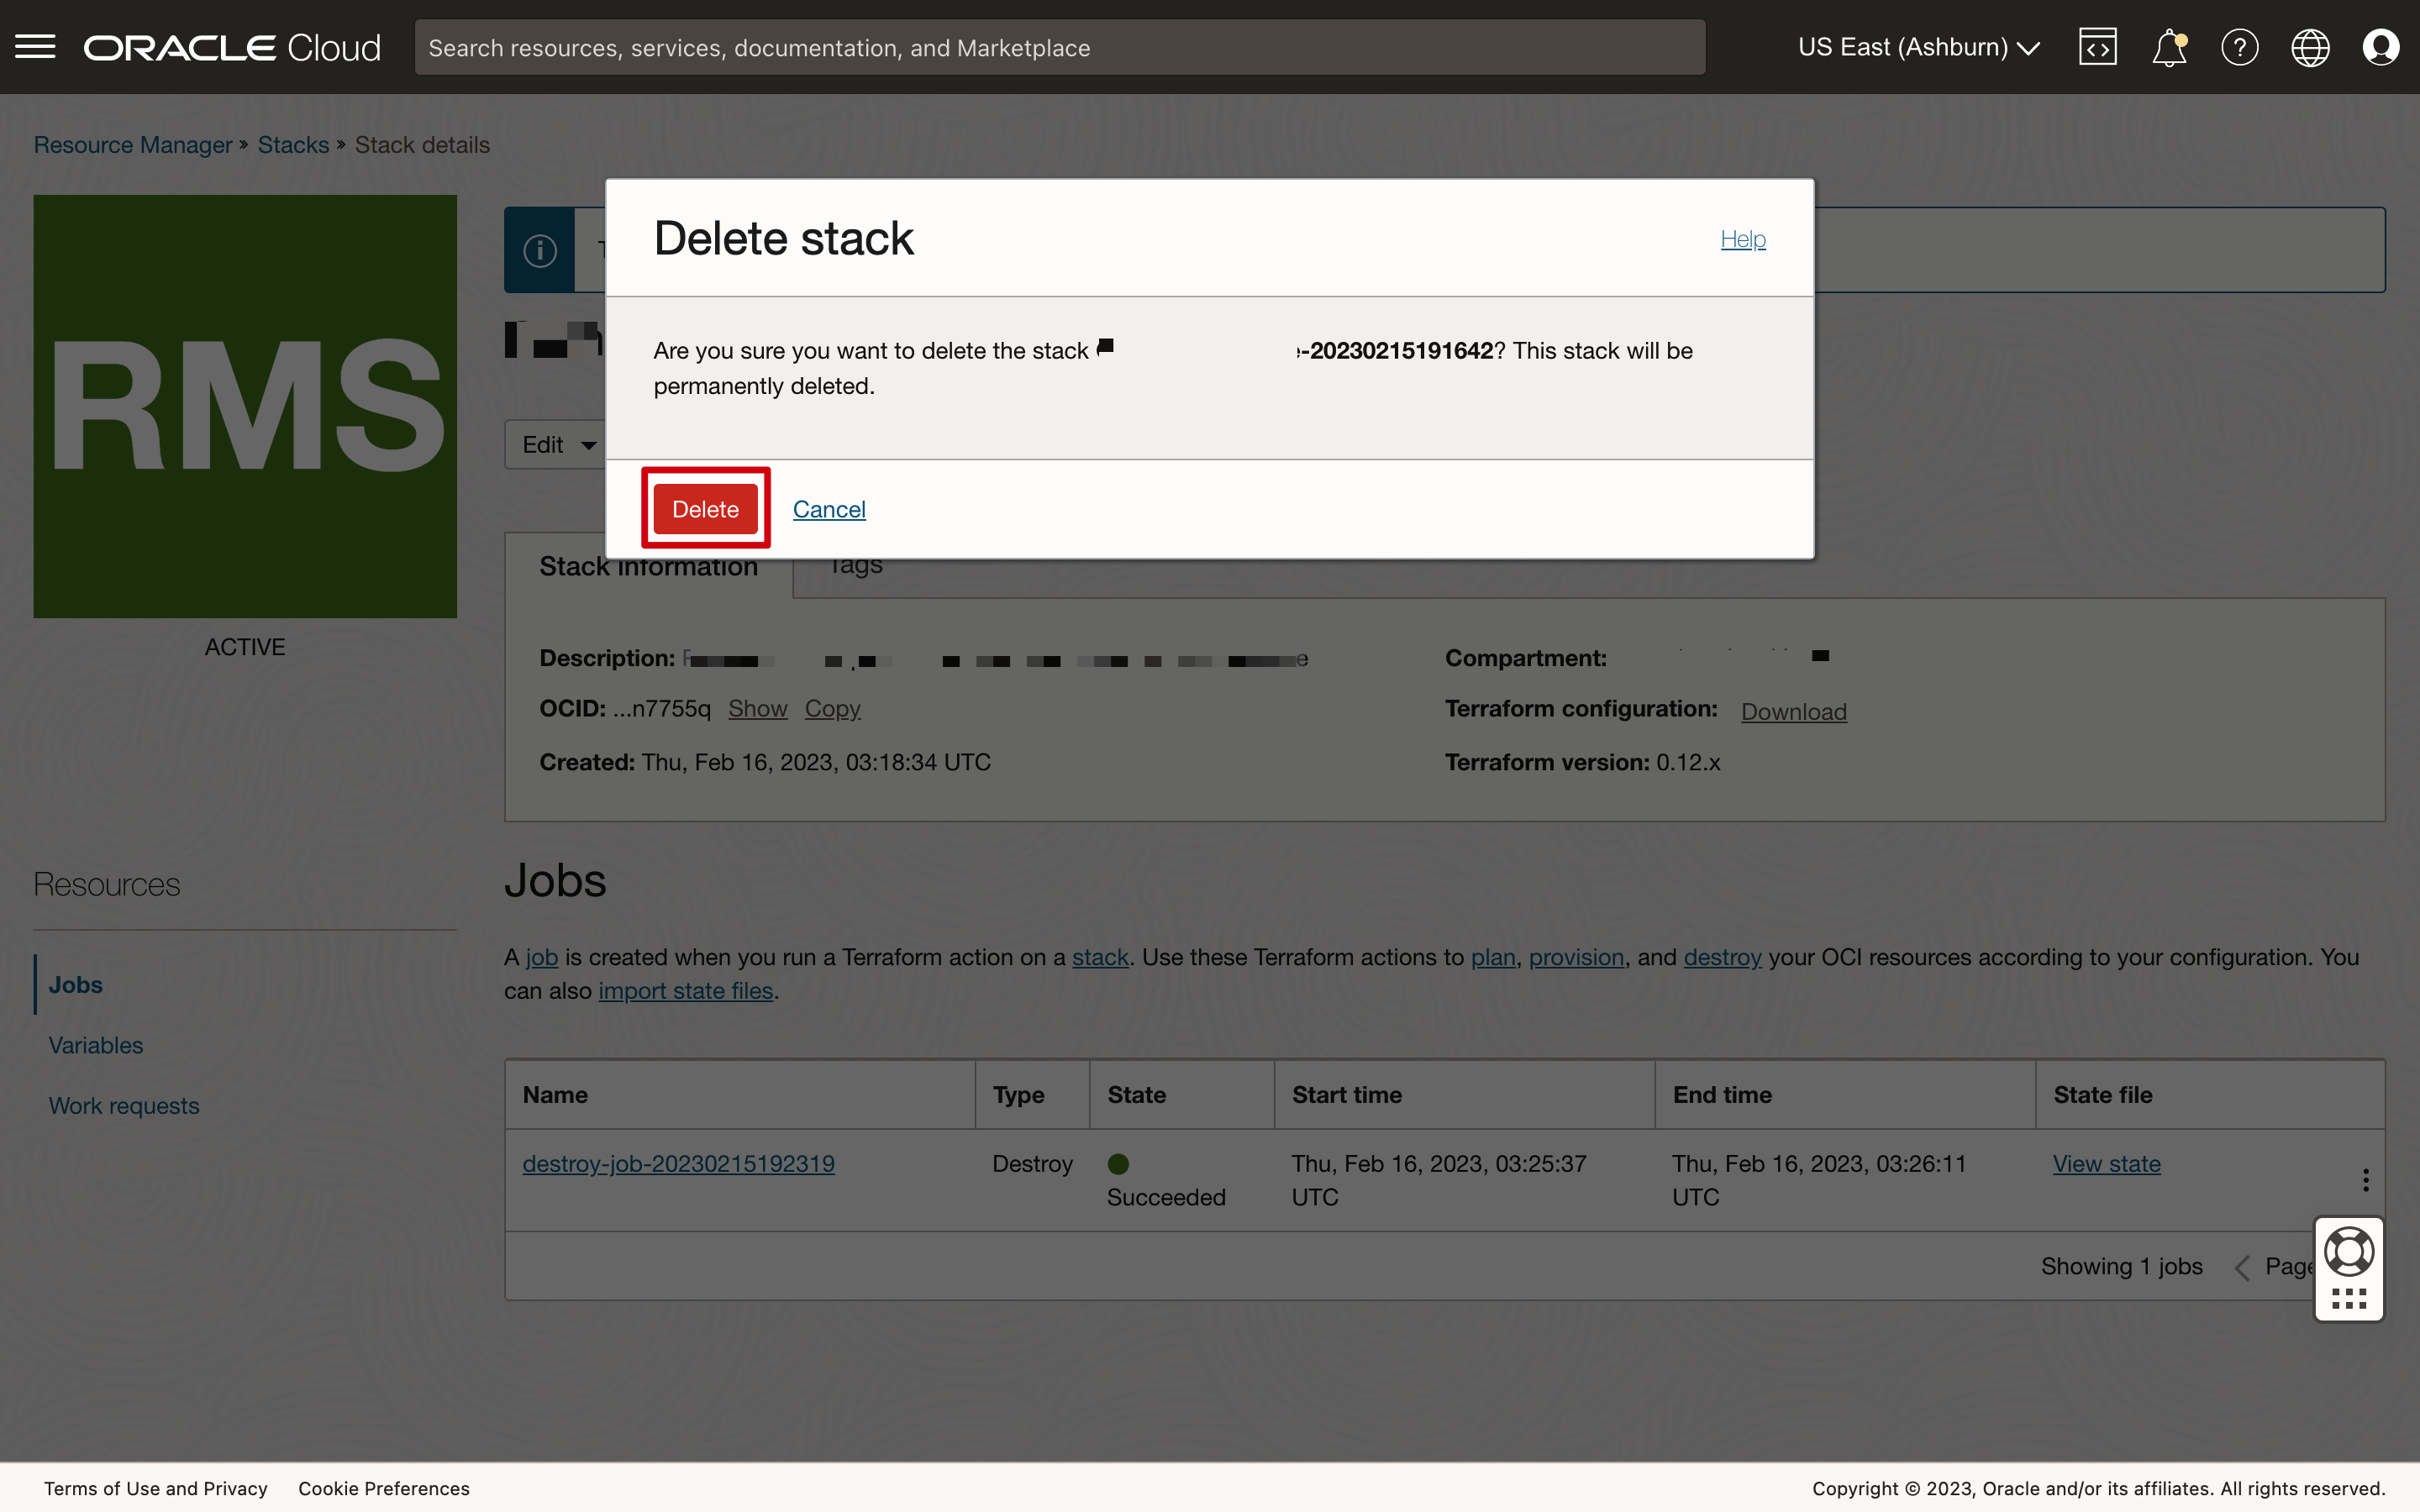 ORACLE Cloud
Search resources, services, documentation, and Marketplace
US East (Ashburn)
Resource Manager » Stacks » Stack details
RMS
ACTIVE
Delete stack
Help
Are you sure you want to delete the stack -20230215191642? This stack will be
permanently deleted.
Edit
Delete
Cancel
Stack information
Tags
Description:
Compartment:
OCID: ...n7755q Show Copy
Terraform configuration: Download
Created: Thu, Feb 16, 2023, 03:18:34 UTC
Terraform version: 0.12.x
Resources
Jobs
Variables
Work requests
Jobs
A job is created when you run a Terraform action on a stack. Use these Terraform actions to plan, provision, and destroy your OCI resources according to your configuration. You
can also import state files.
Name Type State Start time End time State file
destroy-job-20230215192319 Destroy Succeeded Thu, Feb 16, 2023, 03:25:37 UTC Thu, Feb 16, 2023, 03:26:11 UTC View state
Showing 1 jobs Page
Terms of Use and Privacy Cookie Preferences
Copyright © 2023, Oracle and/or its affiliates. All rights reserved.